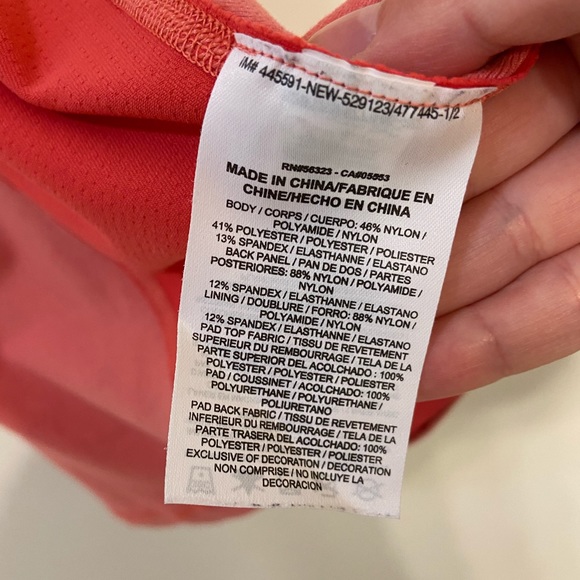 IM# 445591-NEW-529123/477445-1/2
RN#56323 - CA#05553
MADE IN CHINA/FABRIQUE EN
CHINE/HECHO EN CHINA
BODY / CORPS / CUERPO: 46% NYLON /
POLYAMIDE / NYLON
41% POLYESTER / POLYESTER / POLIESTER
13% SPANDEX / ELASTHANNE / ELASTANO
BACK PANEL / PAN DE DOS / PARTES
POSTERIORES: 88% NYLON / POLYAMIDE /
NYLON
12% SPANDEX / ELASTHANNE / ELASTANO
LINING / DOUBLURE / FORRO: 88% NYLON /
POLYAMIDE / NYLON
12% SPANDEX / ELASTHANNE / ELASTANO
PAD TOP FABRIC / TISSU DE REVETEMENT
SUPERIEUR DU REMBOURRAGE / TELA DE LA
PARTE SUPERIOR DEL ACOLCHADO: 100%
POLYESTER / POLYESTER / POLIESTER
PAD / COUSSINET / ACOLCHADO: 100%
POLYURETHANE / POLYURETHANE /
POLIURETANO
PAD BACK FABRIC / TISSU DE REVETEMENT
INFERIEUR DU REMBOURRAGE / TELA DE LA
PARTE TRASERA DEL ACOLCHADO: 100%
POLYESTER / POLYESTER / POLIESTER
EXCLUSIVE OF DECORATION / DECORATION
NON COMPRISE / NO INCLUYE LA
DECORACION